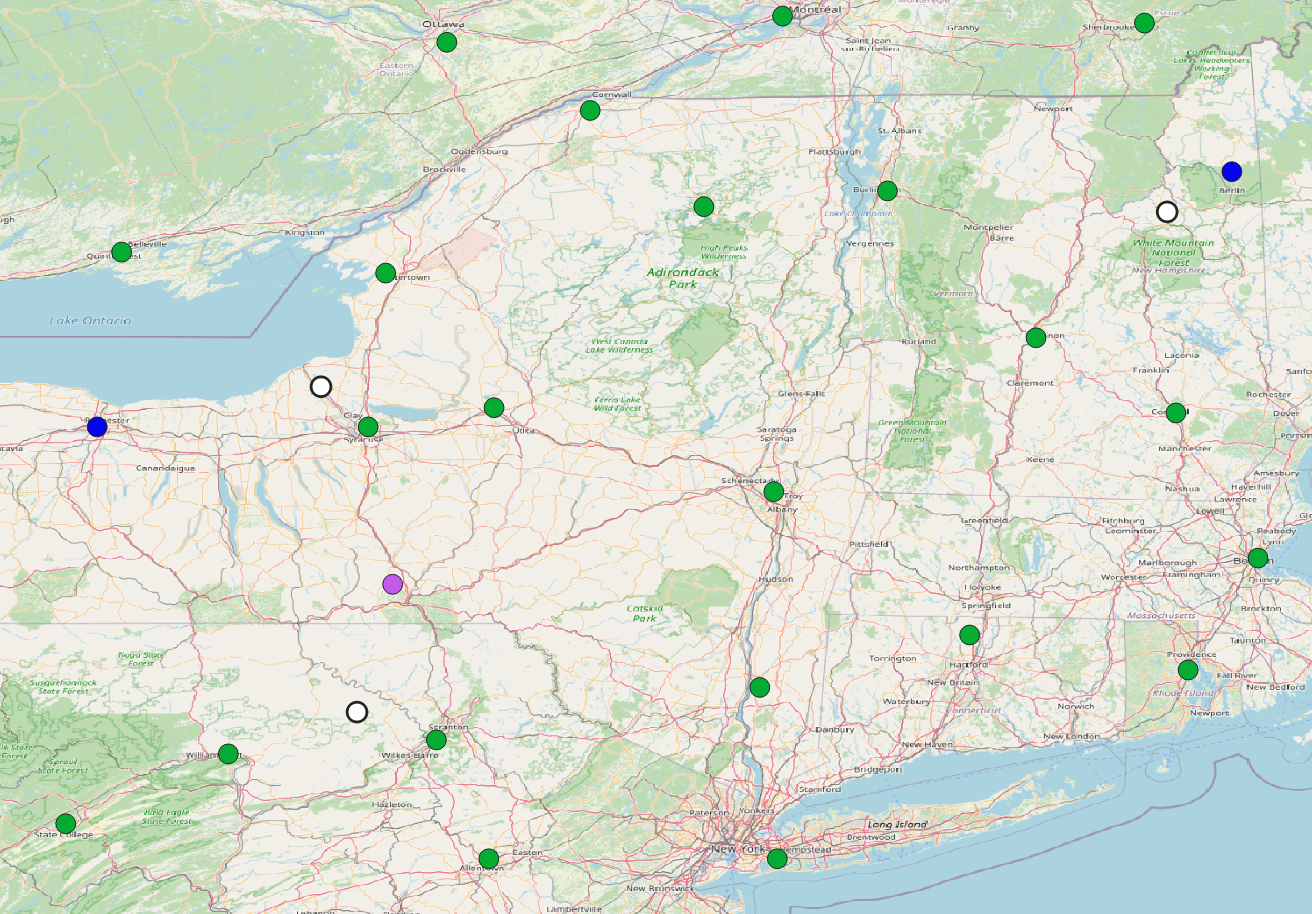 Montréal
Ottawa
Granby
Sherbrooke
Saint-Jean
-sur-Richelieu
Eastern
Ontario
Connecticut
Lakes Headwaters
Working
Forest
Cornwall
Newport
St. Albans
Ogdensburg
Plattsburgh
Brockville
Berlin
Lake Champlain
Montpelier
Barre
Kingston
Belleville
Vergennes
High Peaks
Wilderness
White Mountain
National
Forest
New Hampshire
Adirondack
Park
Vermont
Lake Ontario
Rutland
West Canada
Lake Wilderness
Laconia
Franklin
Claremont
Glens Falls
Rochester
Dover
Ferris Lake
Wild Forest
Clay
Syracuse
Utica
Saratoga
Springs
Green Mountain
National
Forest
Manchester
Keene
Canandaigua
Schenectady
Troy
Albany
Amesbury
Nashua
Haverhill
Lawrence
Lowell
Greenfield
Fitchburg
Leominster
Peabody
Lynn
Pittsfield
Northampton
Marlborough
Framingham
Worcester
Quincy
Hudson
Holyoke
Springfield
Catskill
Park
Massachusetts
Brockton
Taunton
Tioga State
Forest
Torrington
Hartford
Providence
Fall River
New Bedford
New Britain
Susquehannock
State Forest
Waterbury
Connecticut
Norwich
Rhode Island
Newport
Scranton
Wilkes-Barre
Danbury
New London
New Haven
Sproul
State Forest
Bridgeport
Stamford
Hazleton
Bald Eagle
State Forest
Paterson
Yonkers
Long Island
Brentwood
State College
New York
Hempstead
Easton
New Brunswick
Lambertville